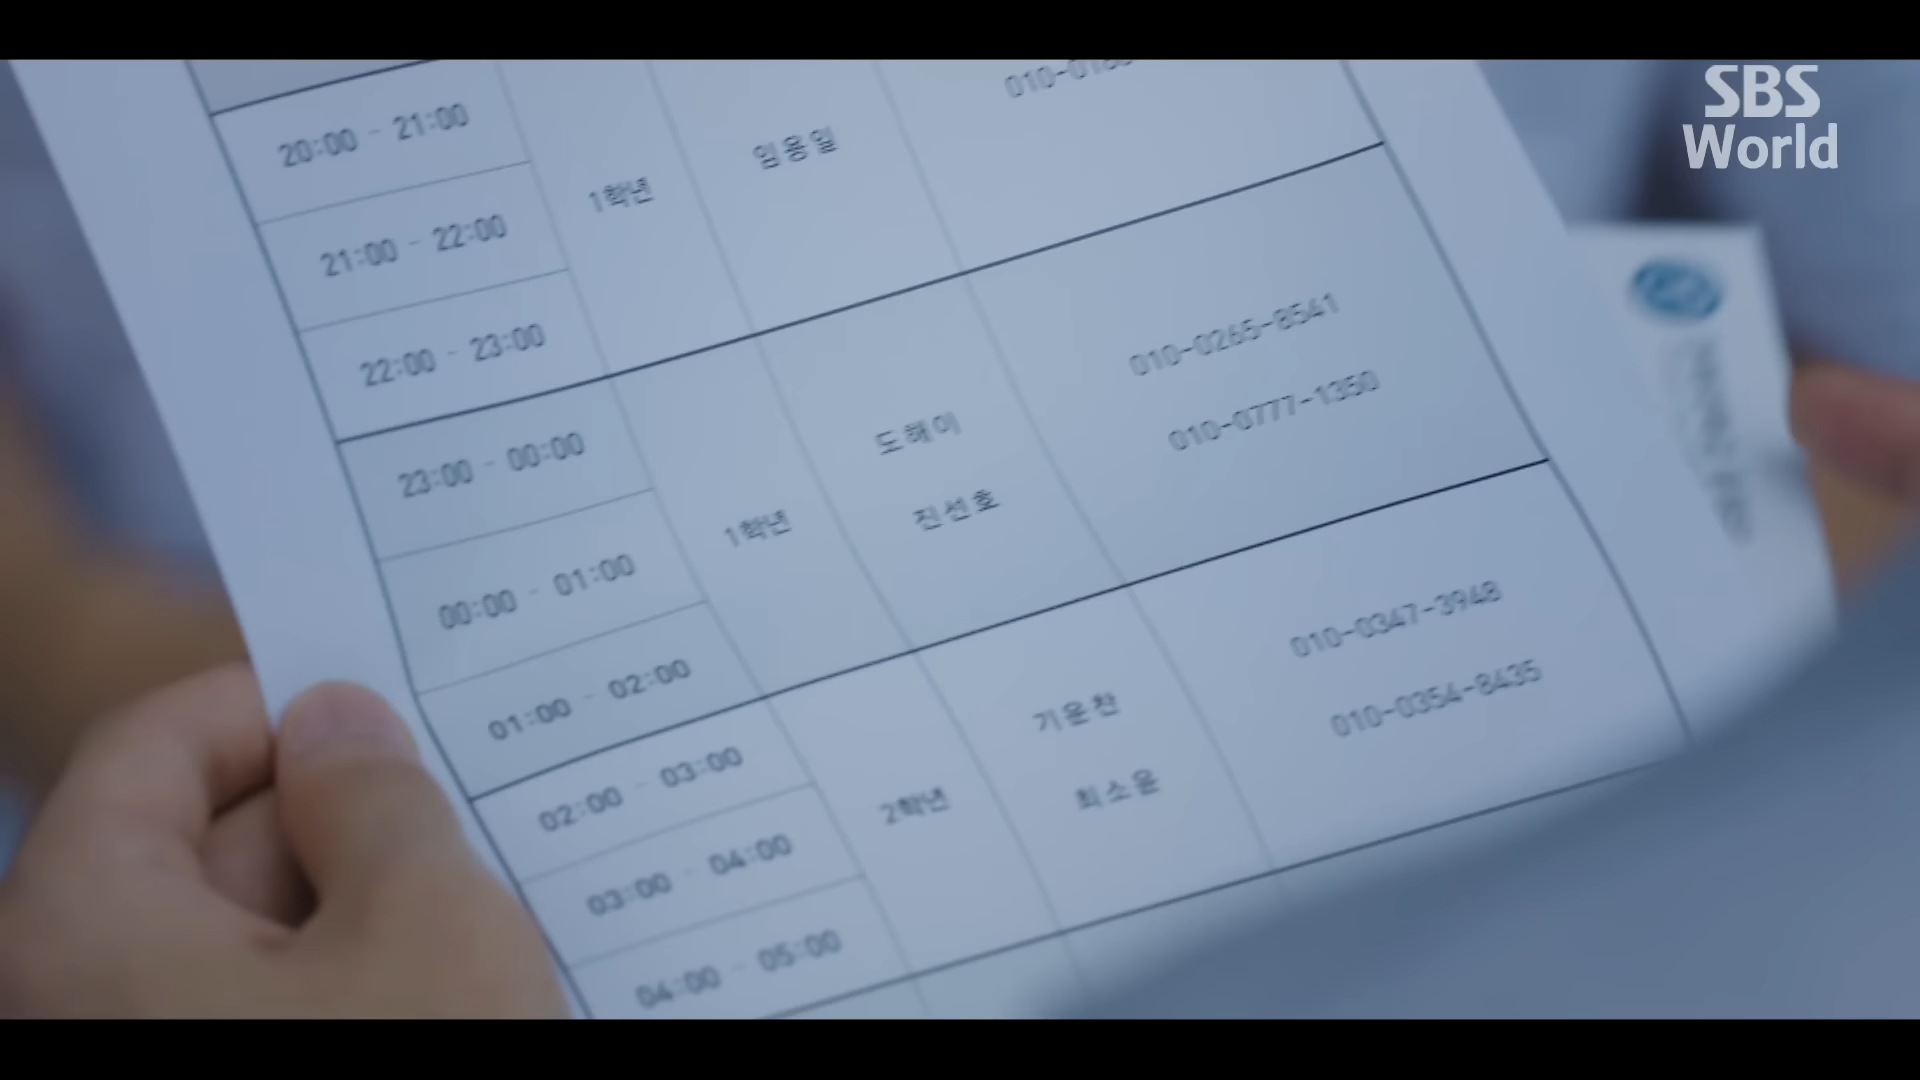 SBS
World
010-0185
20:00 - 21:00
임용일
1학년
21:00 - 22:00
22:00 - 23:00
010-0265-8541
도해이
23:00 - 00:00
010-0777-1350
진선호
1학년
00:00 - 01:00
01:00 - 02:00
010-0347-3948
기운찬
02:00 - 03:00
010-0354-8435
최소윤
2학년
03:00 - 04:00
04:00 - 05:00